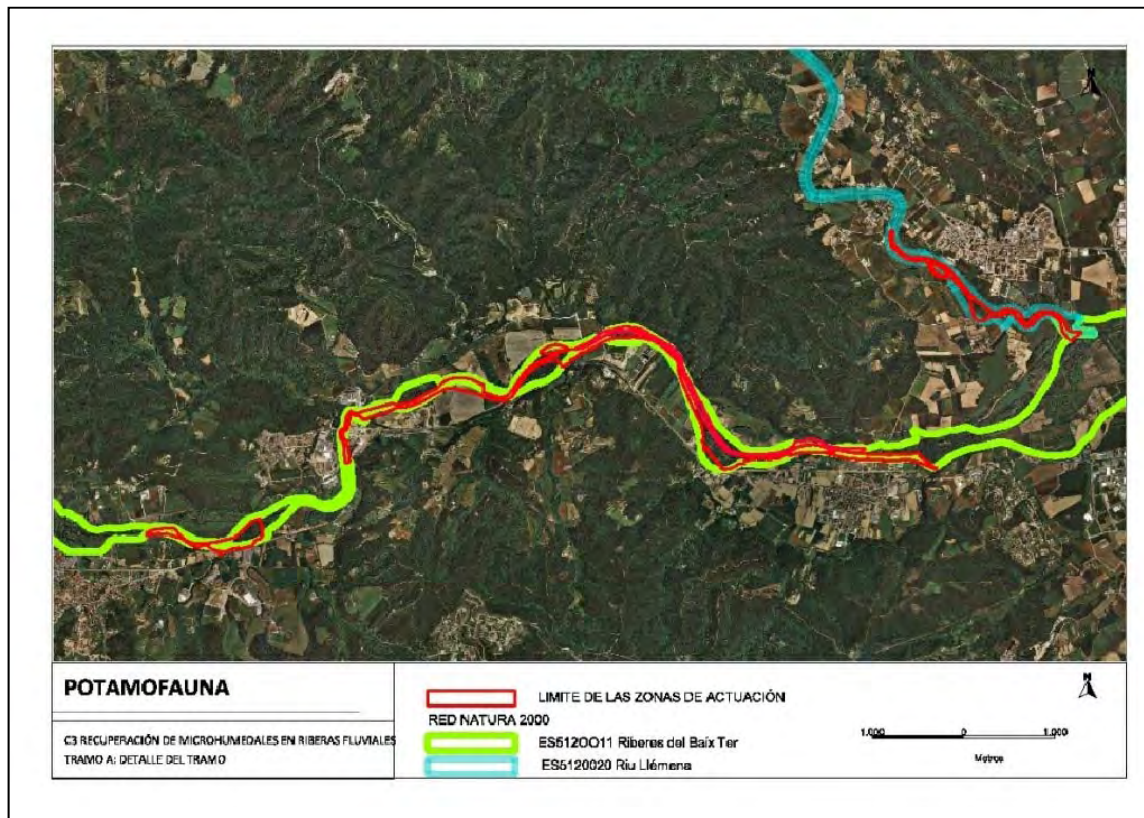 N
POTAMOFAUNA
C3 RECUPERACIÓN DE MICROHUMEDALES EN RIBERAS FLUVIALES
TRAMO A: DETALLE DEL TRAMO
LIMITE DE LAS ZONAS DE ACTUACIÓN
RED NATURA 2000
ES5120011 Riberes del Baix Ter
ES5120020 Riu Llémena
N
1.000 0 1.000
Metros